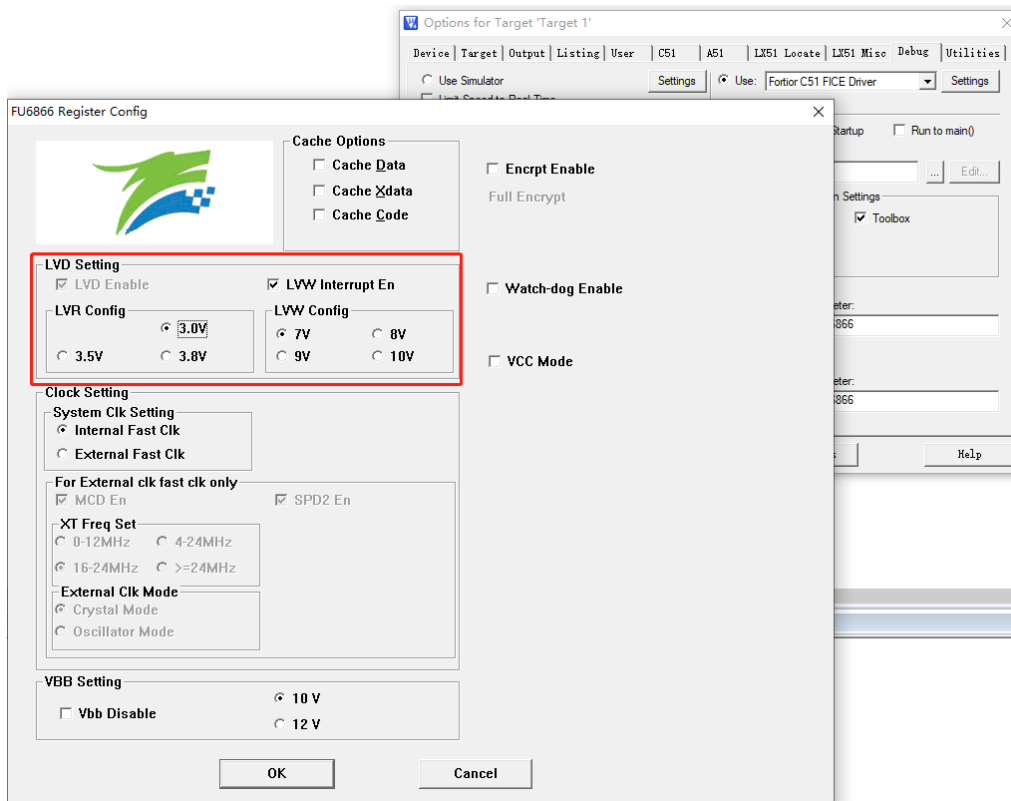 Options for Target 'Target 1'
Device Target Output Listing User C51 A51 LX51 Locate LX51 Misc Debug Utilities
Use Simulator Settings Use: Fortior C51 FICE Driver Settings
Limit Speed to Real-Time
Startup Run to main()
... Edit...
n Settings
Toolbox
eter:
6866
eter:
6866
Help
FU6866 Register Config
Cache Options
Cache Data
Cache Xdata
Cache Code
Encrpt Enable
Full Encrypt
LVD Setting
LVD Enable LVW Interrupt En
LVR Config
3.0V
3.5V 3.8V
LVW Config
7V 8V
9V 10V
Watch-dog Enable
VCC Mode
Clock Setting
System Clk Setting
Internal Fast Clk
External Fast Clk
For External clk fast clk only
MCD En SPD2 En
XT Freq Set
0-12MHz 4-24MHz
16-24MHz >=24MHz
External Clk Mode
Crystal Mode
Oscillator Mode
VBB Setting
Vbb Disable
10 V
12 V
OK Cancel